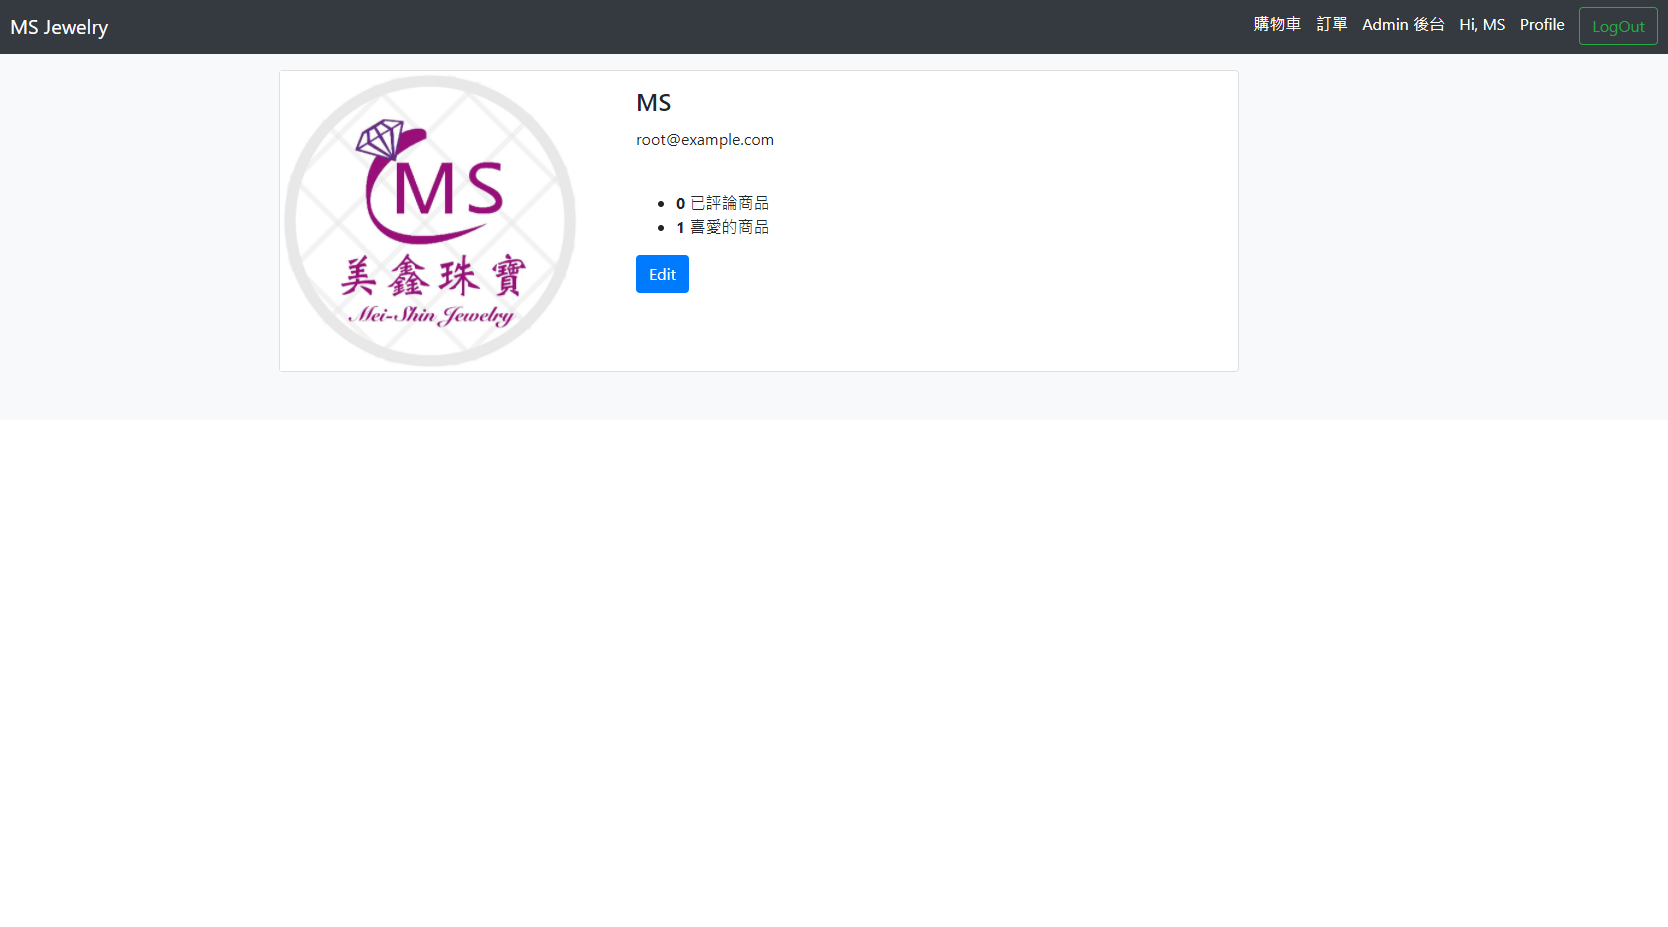 MS Jewelry
購物車 訂單 Admin 後台 Hi, MS Profile LogOut
MS
美鑫珠寶
Mei-Shin Jewelry
MS
root@example.com
0 已評論商品
1 喜愛的商品
Edit